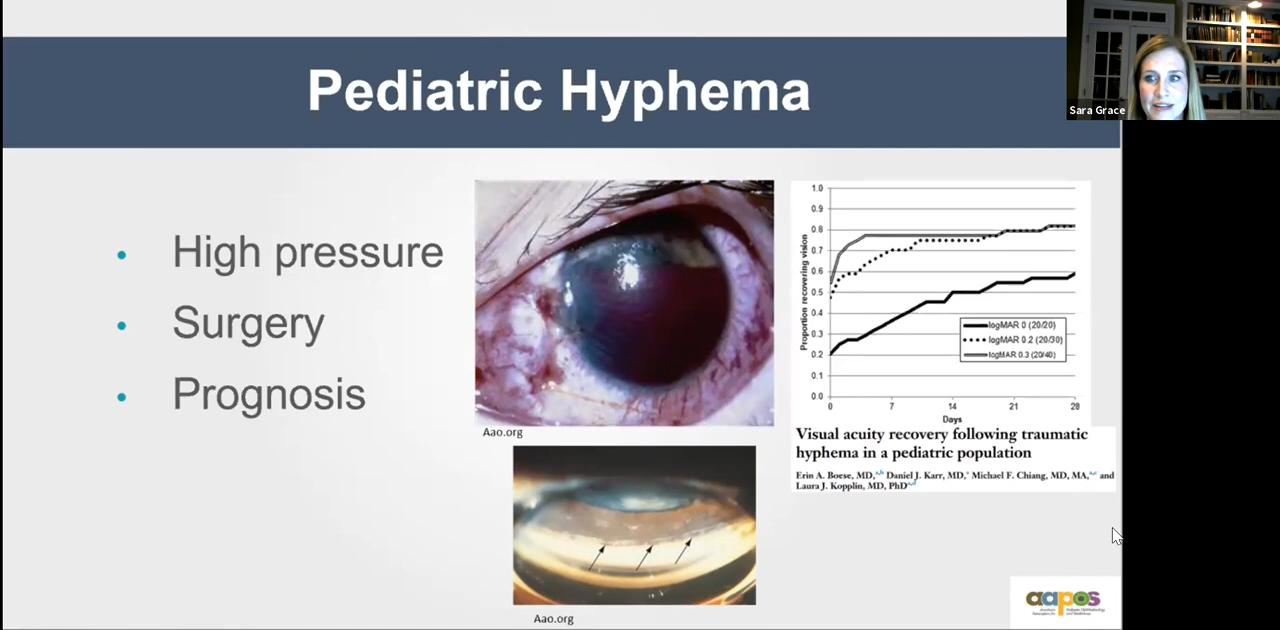 Pediatric Hyphema
Sara Grace
• High pressure
• Surgery
• Prognosis
Aao.org
Aao.org
Proportion recovering vision
1.0
0.9
0.8
0.7
0.6
0.5
0.4
0.3
0.2
0.1
0.0
logMAR 0 (20/20)
logMAR 0.2 (20/30)
logMAR 0.3 (20/40)
0 7 14 21 28
Days
Visual acuity recovery following traumatic
hyphema in a pediatric population
Erin A. Boese, MD, Daniel J. Karr, MD, Michael F. Chiang, MD, MA, and
Laura J. Kopplin, MD, PhD
aapos